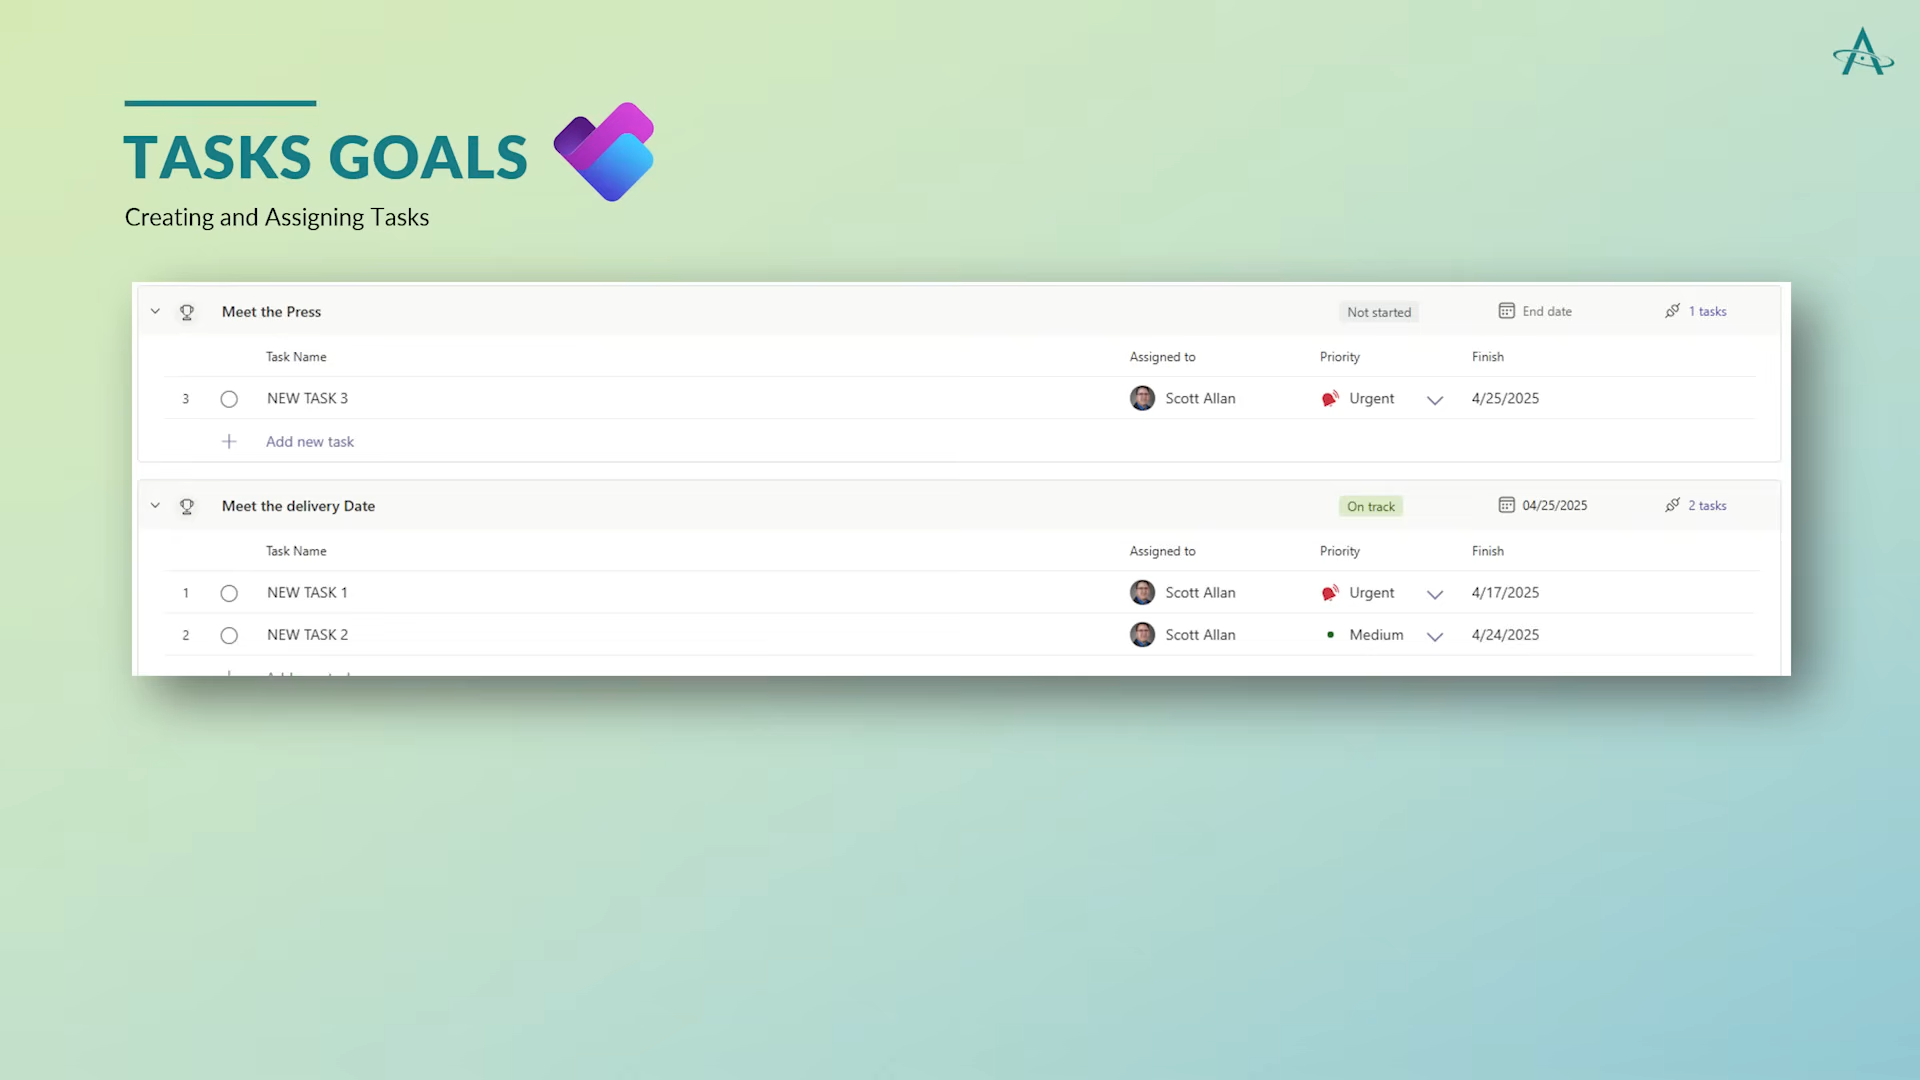 TASKS GOALS
Creating and Assigning Tasks
Meet the Press Not started End date 1 tasks
Task Name Assigned to Priority Finish
3 NEW TASK 3 Scott Allan Urgent 4/25/2025
Add new task
Meet the delivery Date On track 04/25/2025 2 tasks
Task Name Assigned to Priority Finish
1 NEW TASK 1 Scott Allan Urgent 4/17/2025
2 NEW TASK 2 Scott Allan Medium 4/24/2025